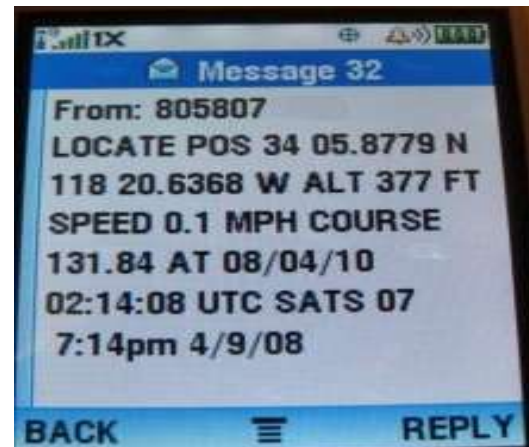 1X
Message 32
From: 805807
LOCATE POS 34 05.8779 N
118 20.6368 W ALT 377 FT
SPEED 0.1 MPH COURSE
131.84 AT 08/04/10
02:14:08 UTC SATS 07
7:14pm 4/9/08
BACK REPLY